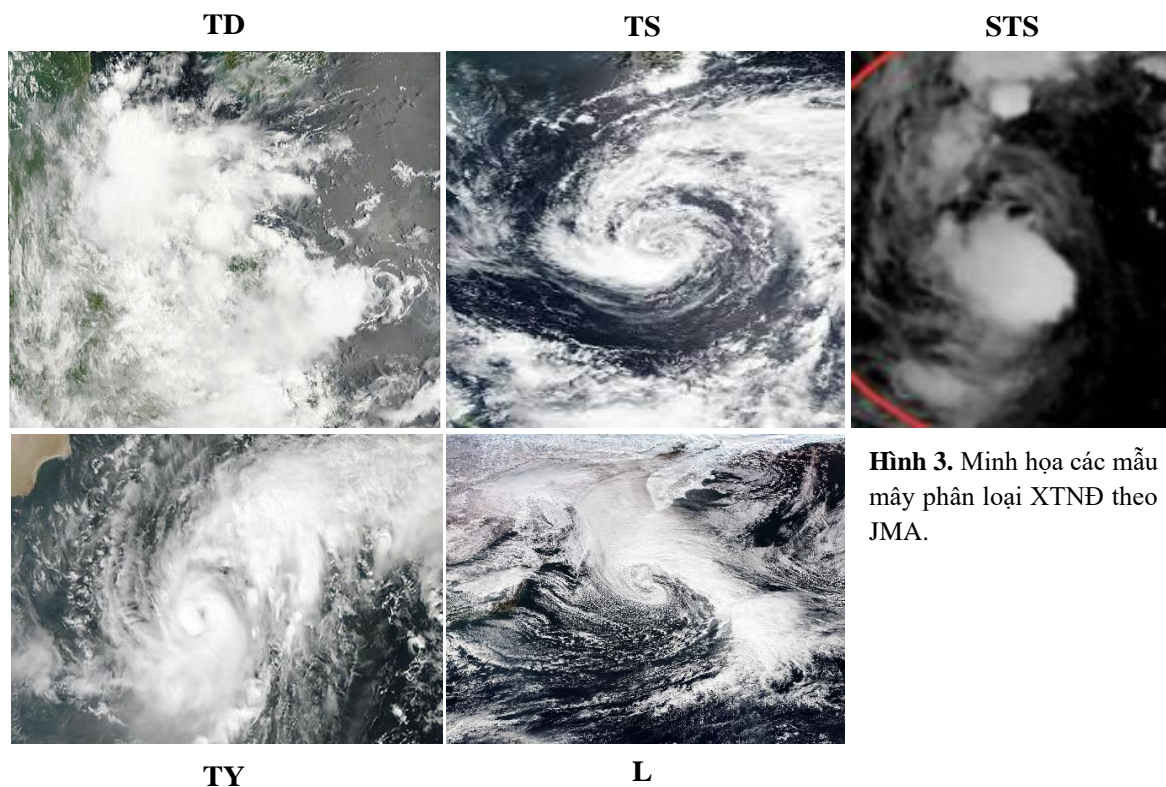 TD
TS
STS
Hình 3. Minh họa các mẫu
mây phân loại XTNĐ theo
JMA.
TY
L